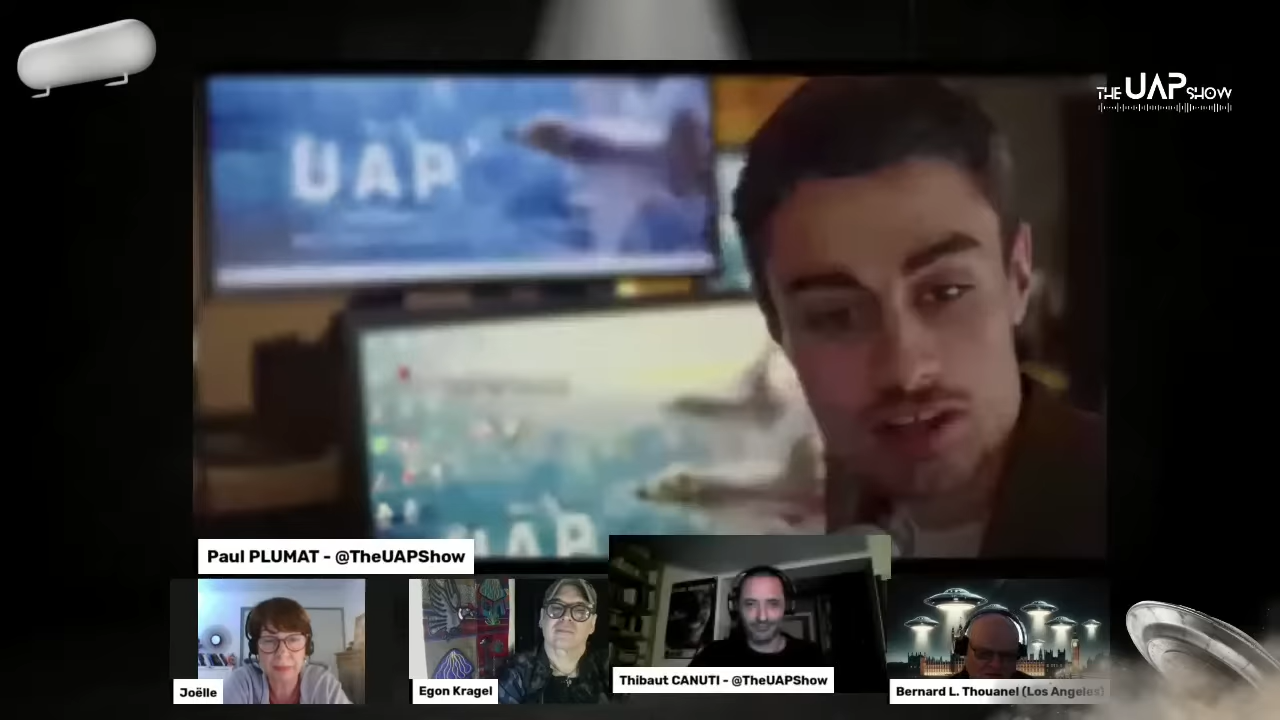 THE UAP SHOW
UAP
UAP
Paul PLUMAT - @TheUAPShow
Joëlle
Egon Kragel
Thibaut CANUTI - @TheUAPShow
Bernard L. Thouanel (Los Angeles)